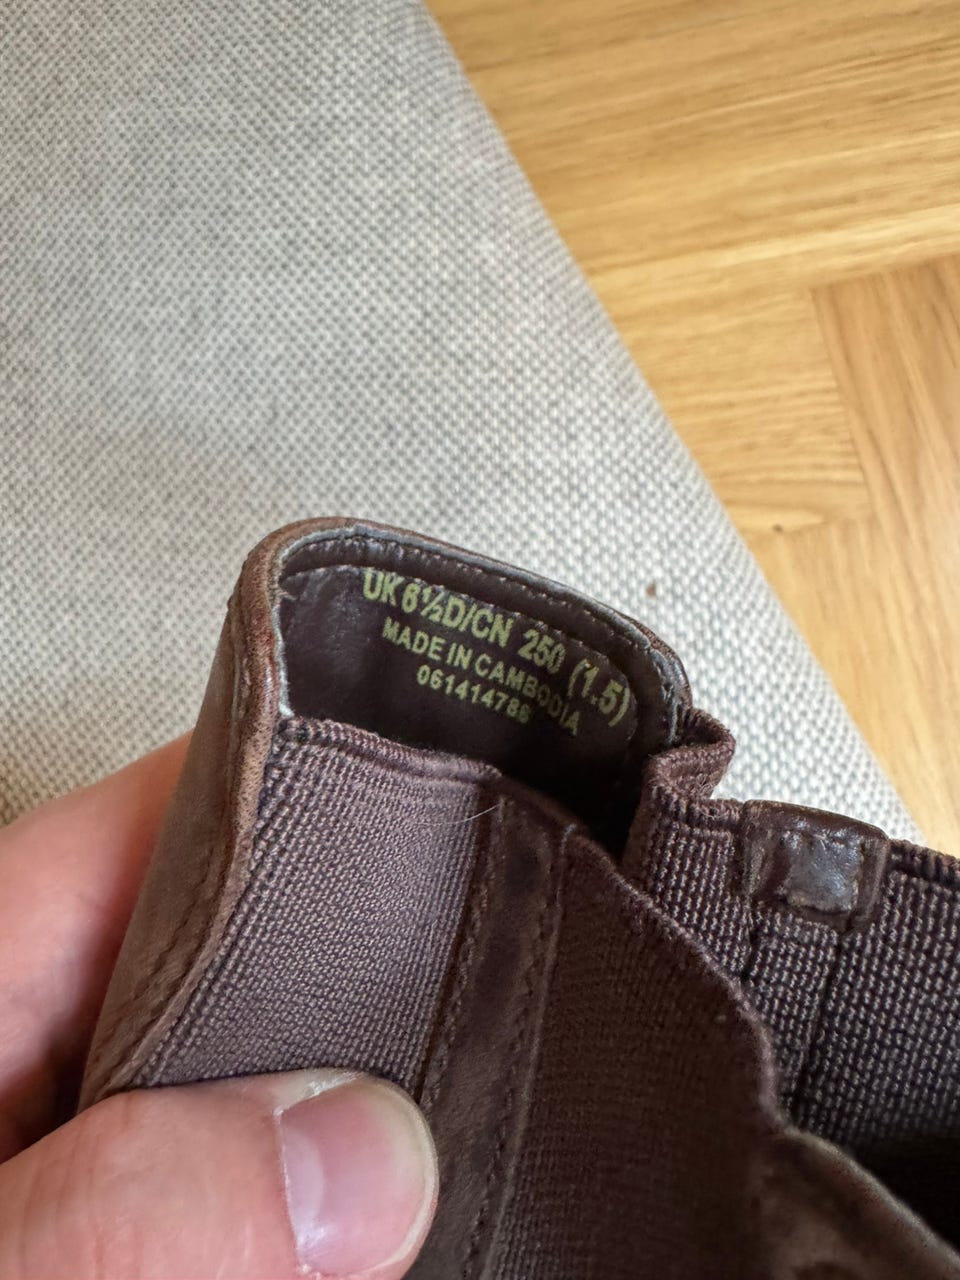 UK 6½D/CN 250 (1.5)
MADE IN CAMBODIA
061414786